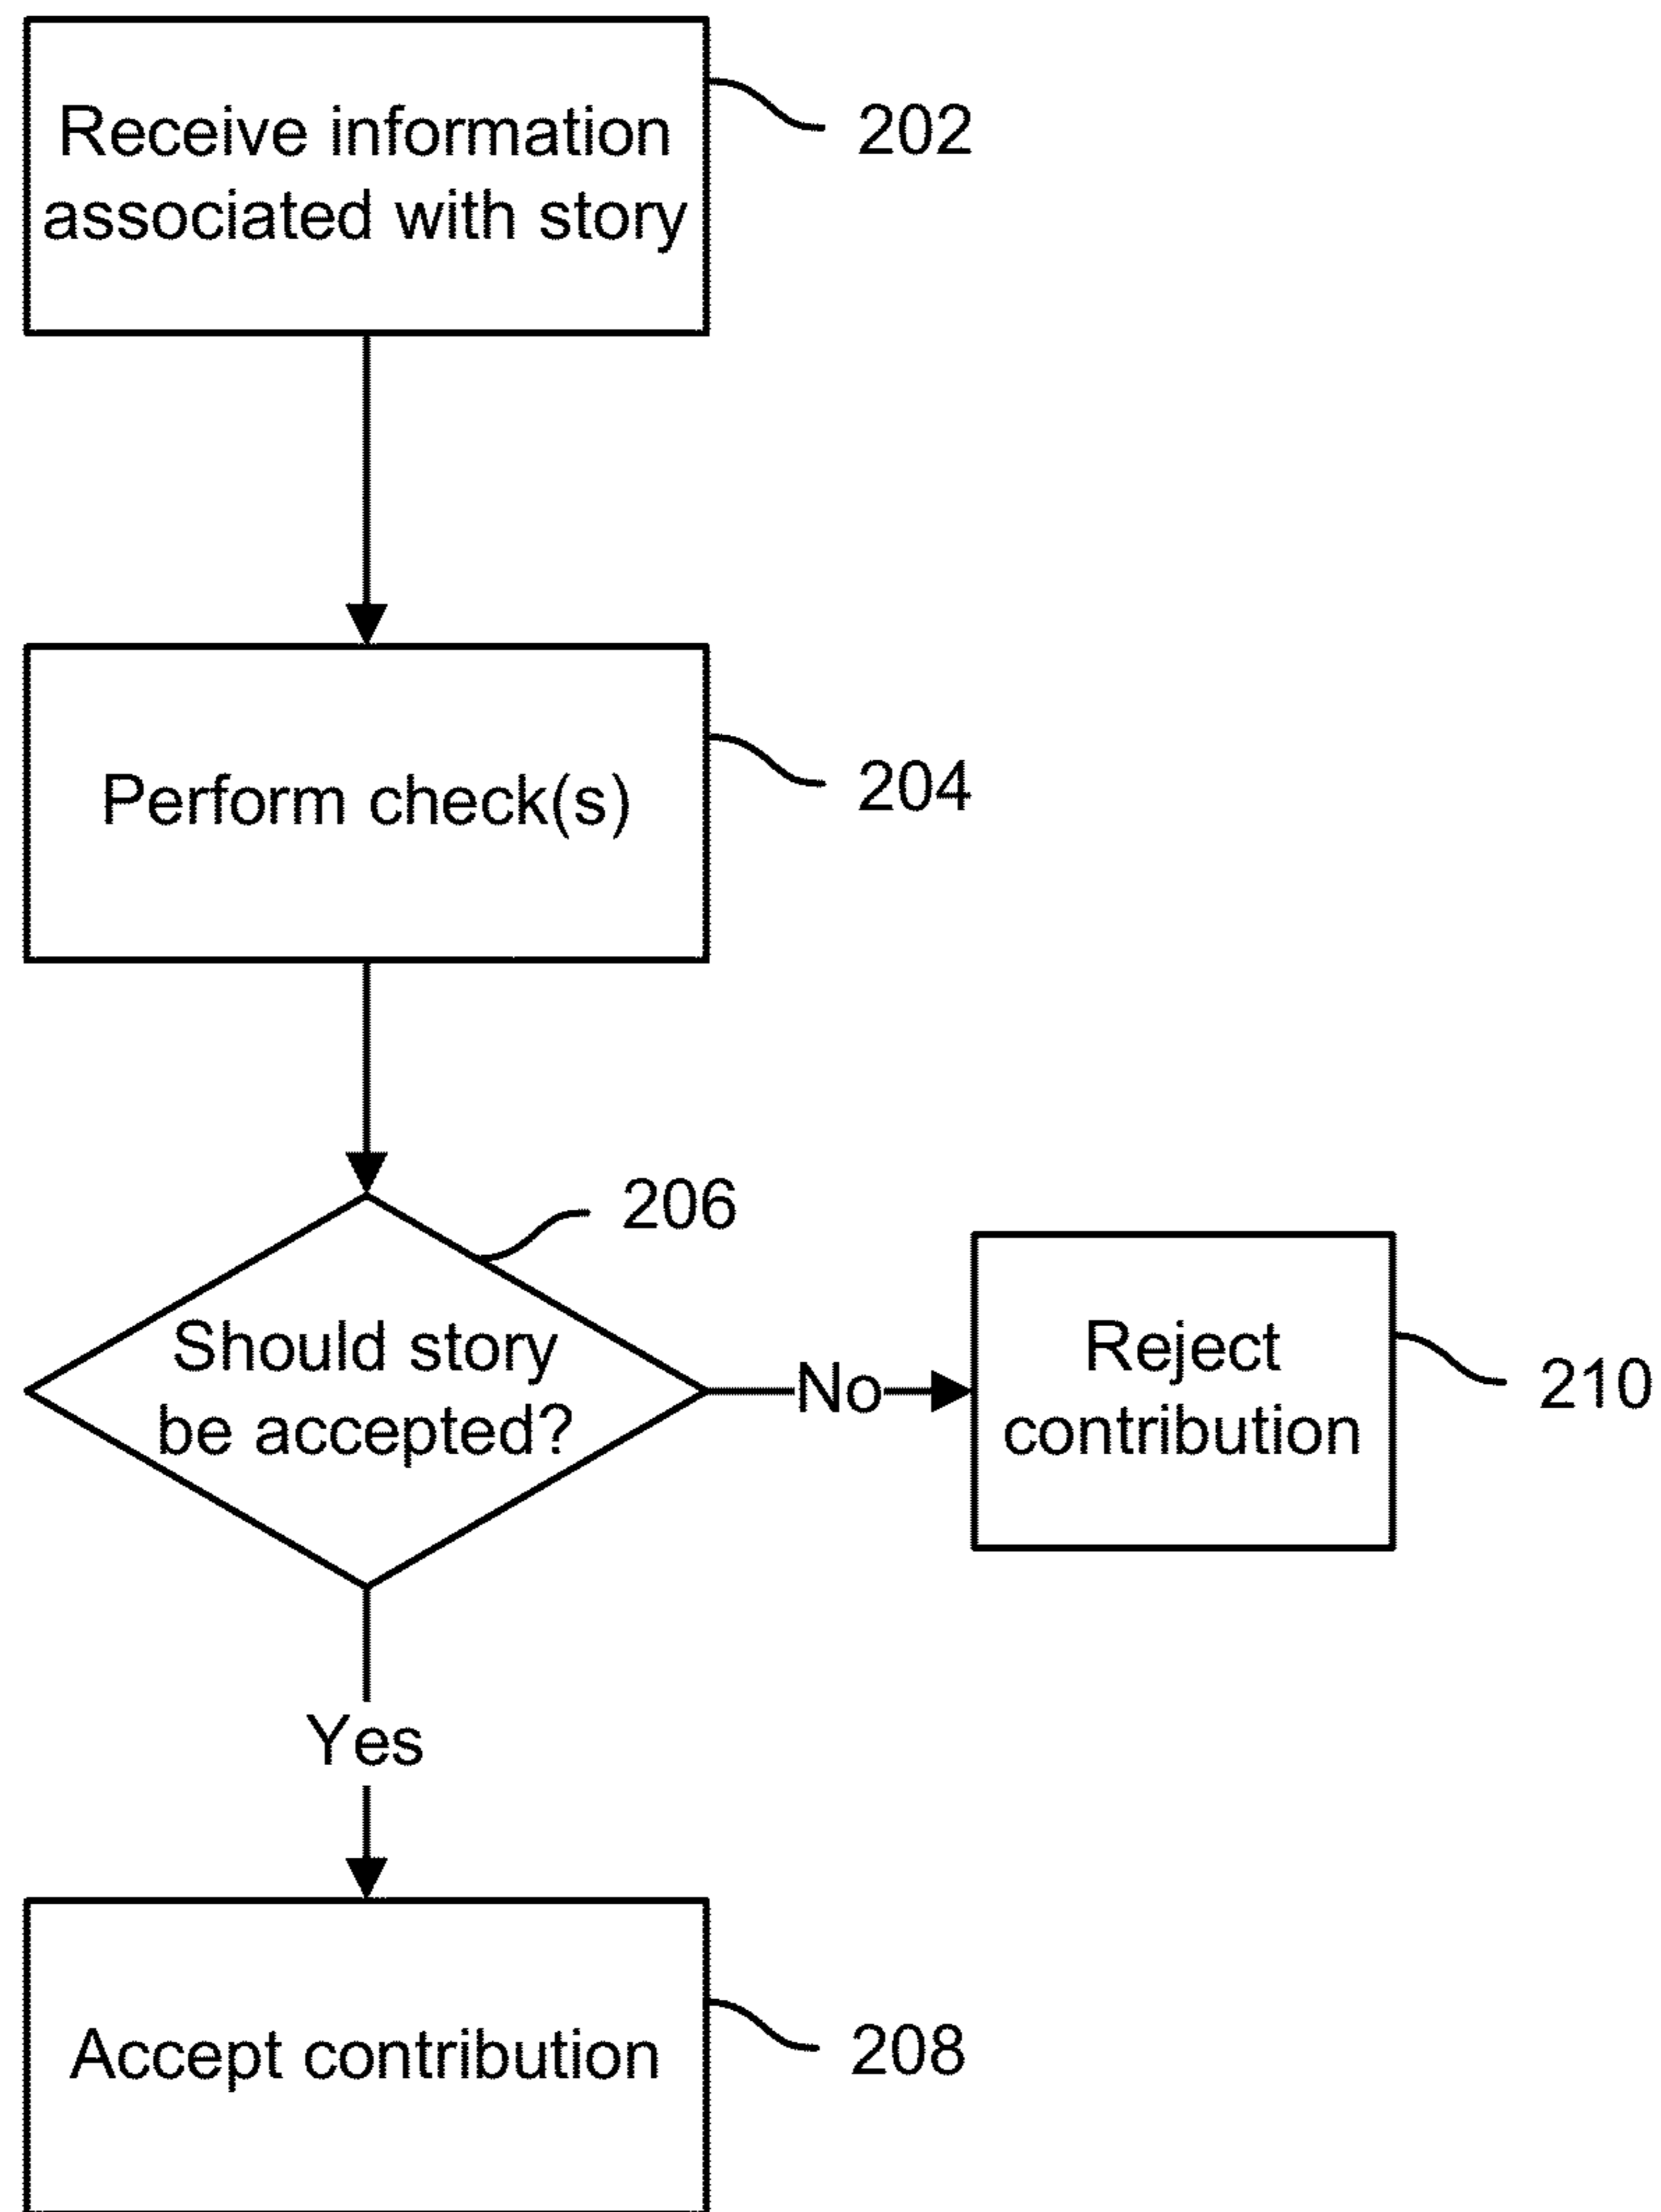 Receive information
associated with story
202
Perform check(s)
204
206
Should story
be accepted?
No
Reject
contribution
210
Yes
Accept contribution
208